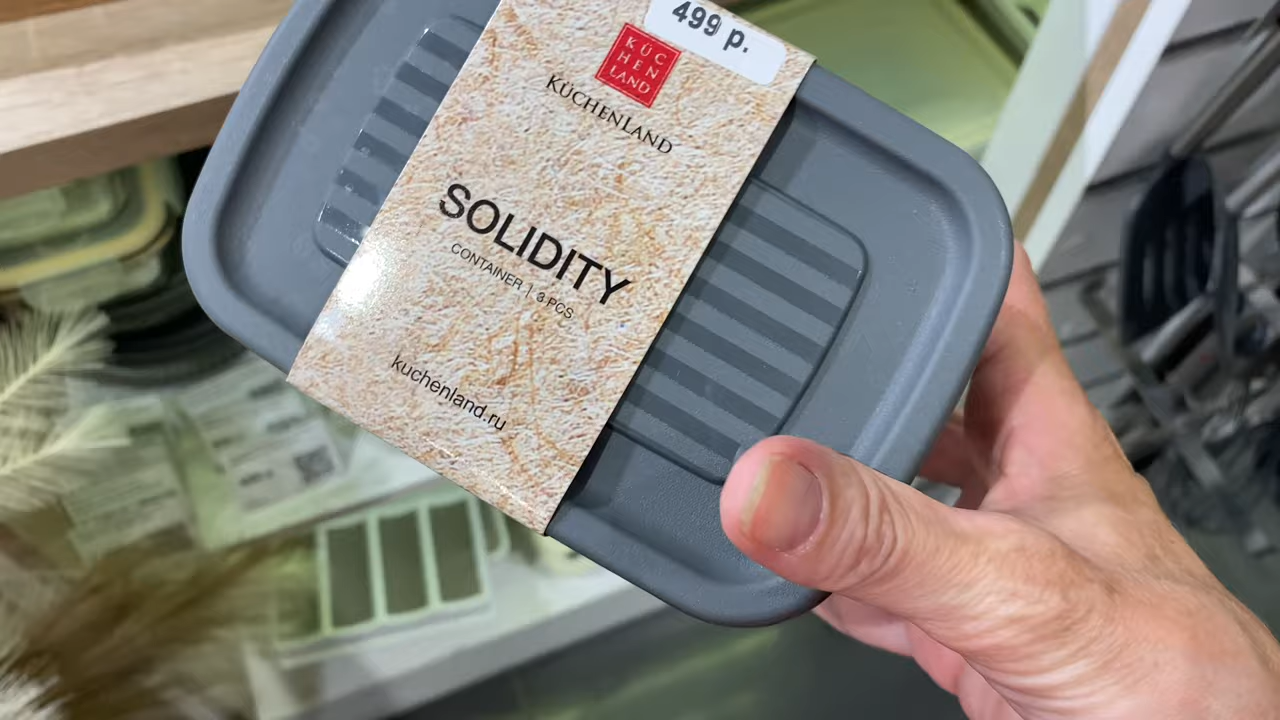 499 р.
KÜC
HEN
LAND
KÜCHENLAND
SOLIDITY
CONTAINER | 3 PCS
kuchenland.ru